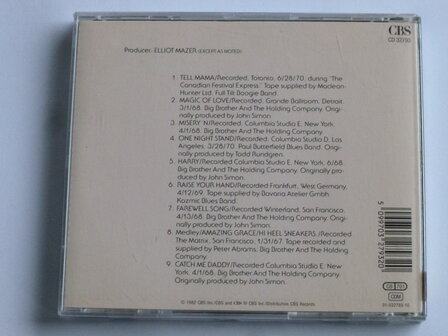 CBS
CD 32793
Producer: ELLIOT MAZER (EXCEPT AS NOTED)
1 TELL MAMA/Recorded, Toronto, 6/28/70, during "The
Canadian Festival Express." Tape supplied by Maclean-
Hunter Ltd. Full Tilt Boogie Band.
2 MAGIC OF LOVE/Recorded, Grande Ballroom, Detroit,
3/1/68. Big Brother And The Holding Company.
3 MISERY 'N/Recorded, Columbia Studio E, New York,
4/1/68. Big Brother And The Holding Company.
4 ONE NIGHT STAND/Recorded, Columbia Studio D, Los
Angeles, 3/28/70. Paul Butterfield Blues Band. Origi-
nally produced by Todd Rundgren.
5 HARRY/Recorded Columbia Studio E, New York, 6/68.
Big Brother And The Holding Company. Originally pro-
duced by John Simon.
6 RAISE YOUR HAND/Recorded Frankfurt, West Germany,
4/12/69. Tape supplied by Bavaria Atelier GmbH.
Kozmic Blues Band.
7 FAREWELL SONG/Recorded Winterland, San Francisco,
4/13/68. Big Brother And The Holding Company. Origi-
nally produced by John Simon.
8 Medley/AMAZING GRACE/HI HEEL SNEAKERS /Recorded
The Matrix, San Francisco, 1/31/67. Tape recorded and
supplied by Peter Abrams. Big Brother And The Holding
Company.
9 CATCH ME DADDY/Recorded Columbia Studio E, New
York, 4/1/68. Big Brother And The Holding Company.
Originally produced by John Simon.
© 1982 CBS Inc./CBS and CBS Inc./Distribution CBS Records